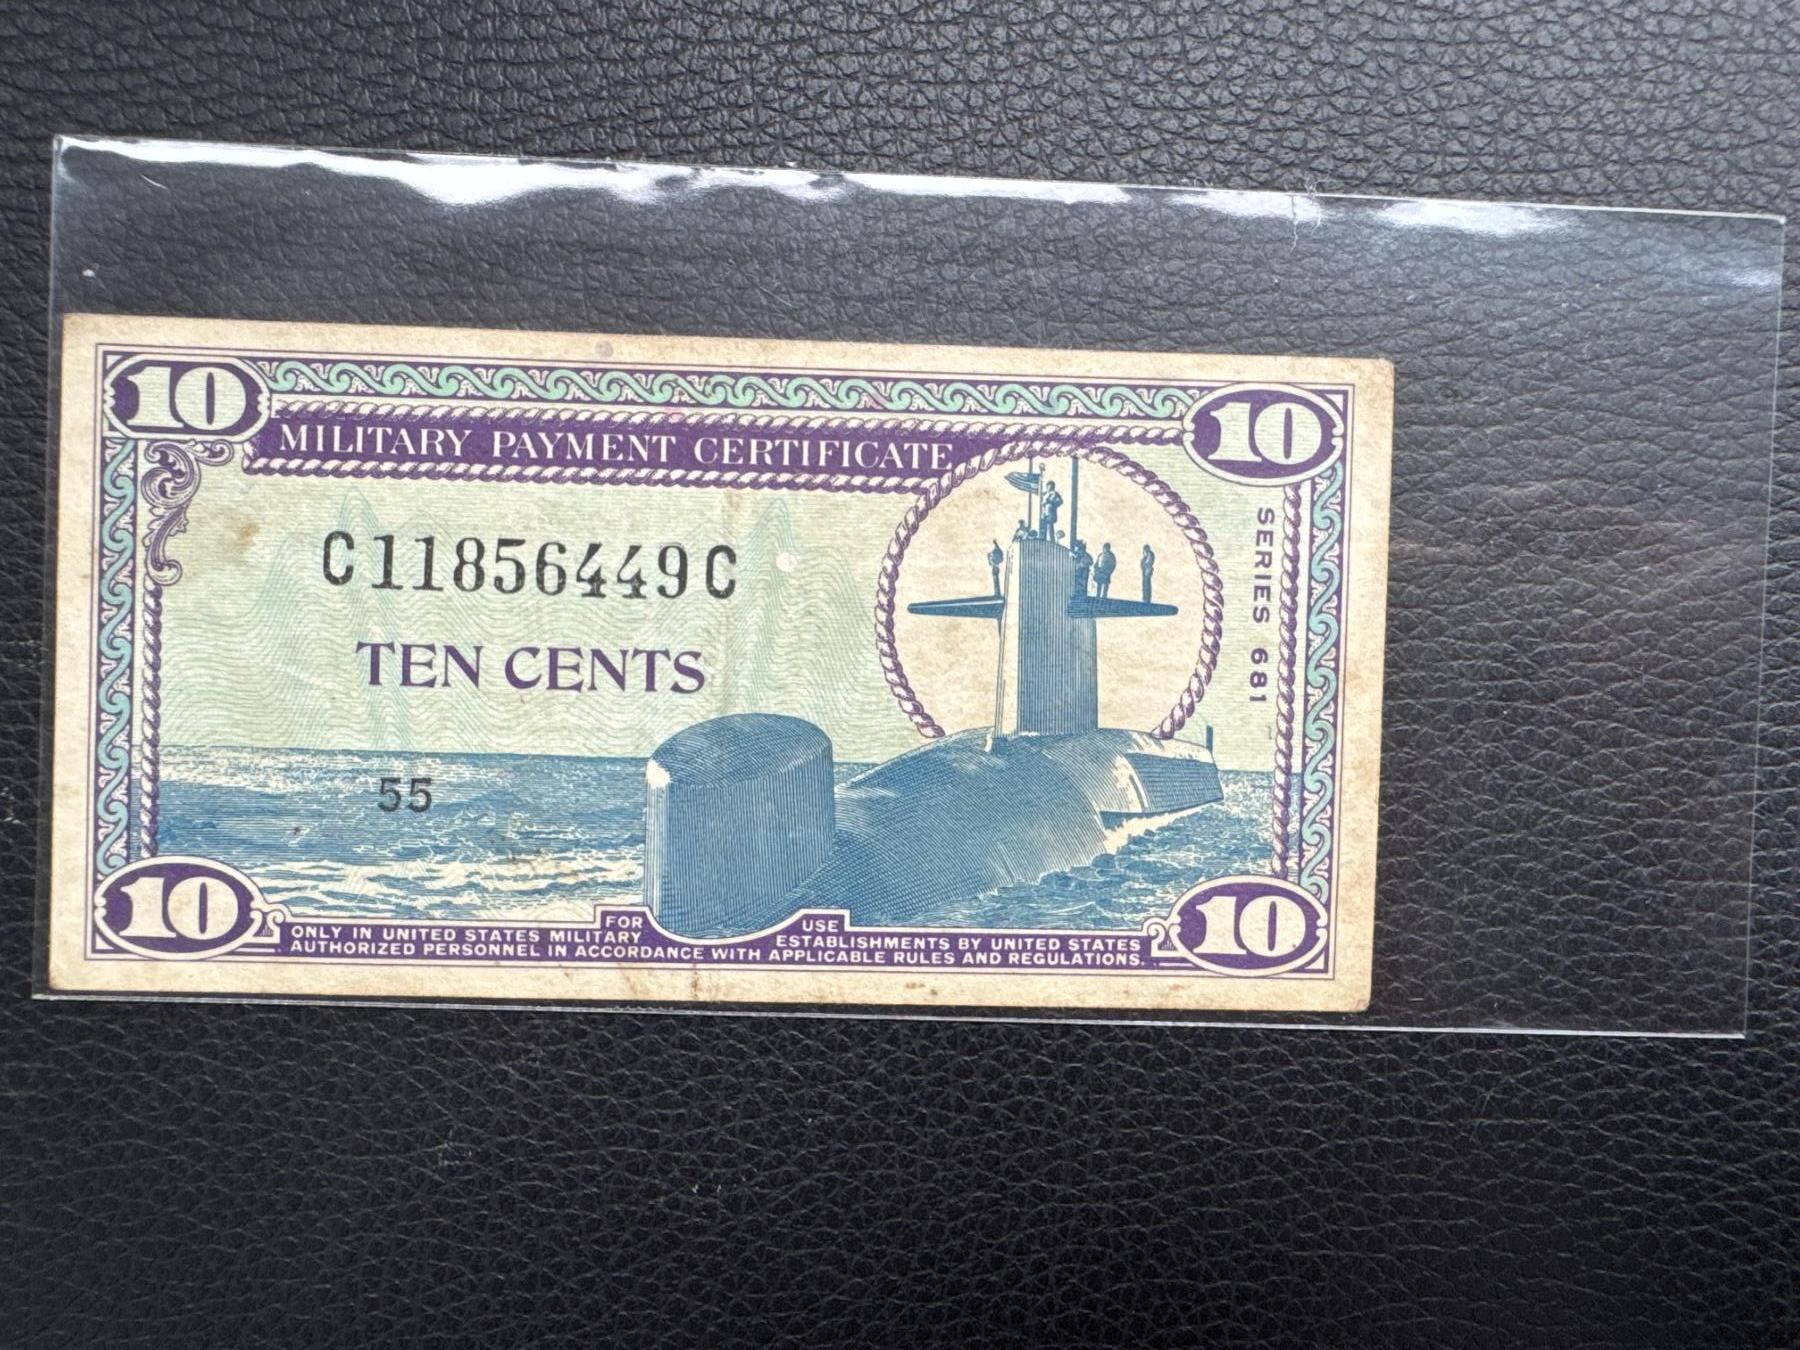 10
10
MILITARY PAYMENT CERTIFICATE
C11856449C
SERIES 681
TEN CENTS
55
10
10
FOR USE
ONLY IN UNITED STATES MILITARY ESTABLISHMENTS BY UNITED STATES
AUTHORIZED PERSONNEL IN ACCORDANCE WITH APPLICABLE RULES AND REGULATIONS.